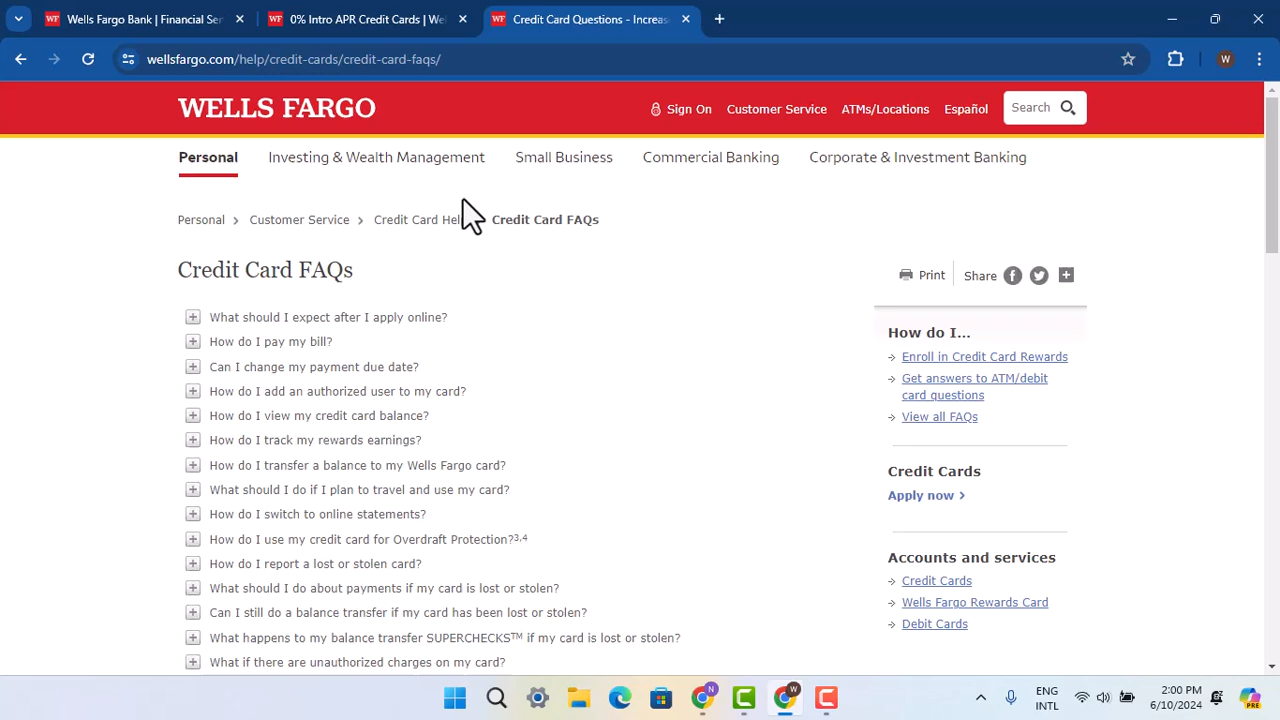 Wells Fargo Bank | Financial Ser
0% Intro APR Credit Cards | Wel
Credit Card Questions - Increas
wellsfargo.com/help/credit-cards/credit-card-faqs/
W
WELLS FARGO
Sign On
Customer Service
ATMs/Locations
Español
Search
Personal
Investing & Wealth Management
Small Business
Commercial Banking
Corporate & Investment Banking
Personal > Customer Service > Credit Card Hel Credit Card FAQs
Credit Card FAQs
Print
Share
What should I expect after I apply online?
How do I pay my bill?
Can I change my payment due date?
How do I add an authorized user to my card?
How do I view my credit card balance?
How do I track my rewards earnings?
How do I transfer a balance to my Wells Fargo card?
What should I do if I plan to travel and use my card?
How do I switch to online statements?
How do I use my credit card for Overdraft Protection?3,4
How do I report a lost or stolen card?
What should I do about payments if my card is lost or stolen?
Can I still do a balance transfer if my card has been lost or stolen?
What happens to my balance transfer SUPERCHECKS™ if my card is lost or stolen?
What if there are unauthorized charges on my card?
How do I...
Enroll in Credit Card Rewards
Get answers to ATM/debit
card questions
View all FAQs
Credit Cards
Apply now >
Accounts and services
Credit Cards
Wells Fargo Rewards Card
Debit Cards
ENG
INTL
2:00 PM
6/10/2024